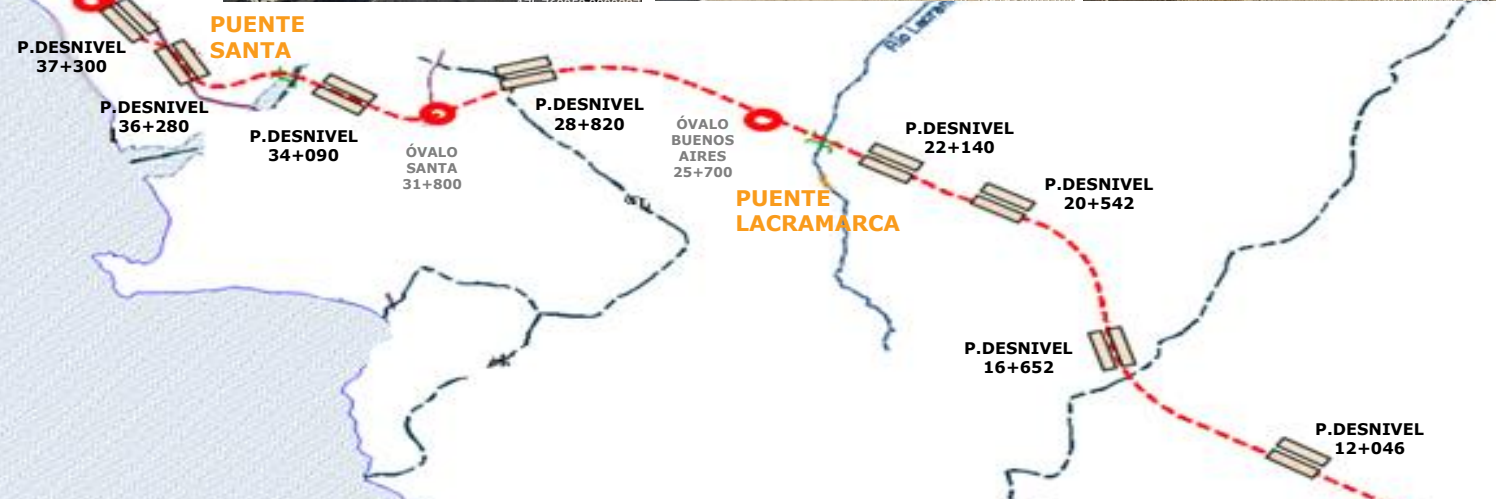 PUENTE
SANTA
P.DESNIVEL
37+300
P.DESNIVEL
36+280
P.DESNIVEL
34+090
ÓVALO
SANTA
31+800
P.DESNIVEL
28+820
ÓVALO
BUENOS
AIRES
25+700
PUENTE
LACRAMARCA
P.DESNIVEL
22+140
P.DESNIVEL
20+542
P.DESNIVEL
16+652
P.DESNIVEL
12+046